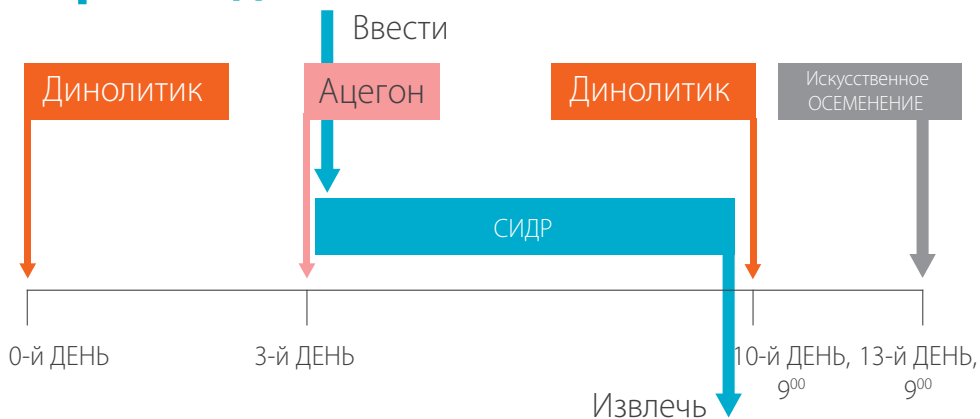 Ввести
Динолитик
Ацегон
Динолитик
Искусственное
ОСЕМЕНЕНИЕ
СИДР
0-й ДЕНЬ
3-й ДЕНЬ
10-й ДЕНЬ,
9⁰⁰
13-й ДЕНЬ,
9⁰⁰
Извлечь